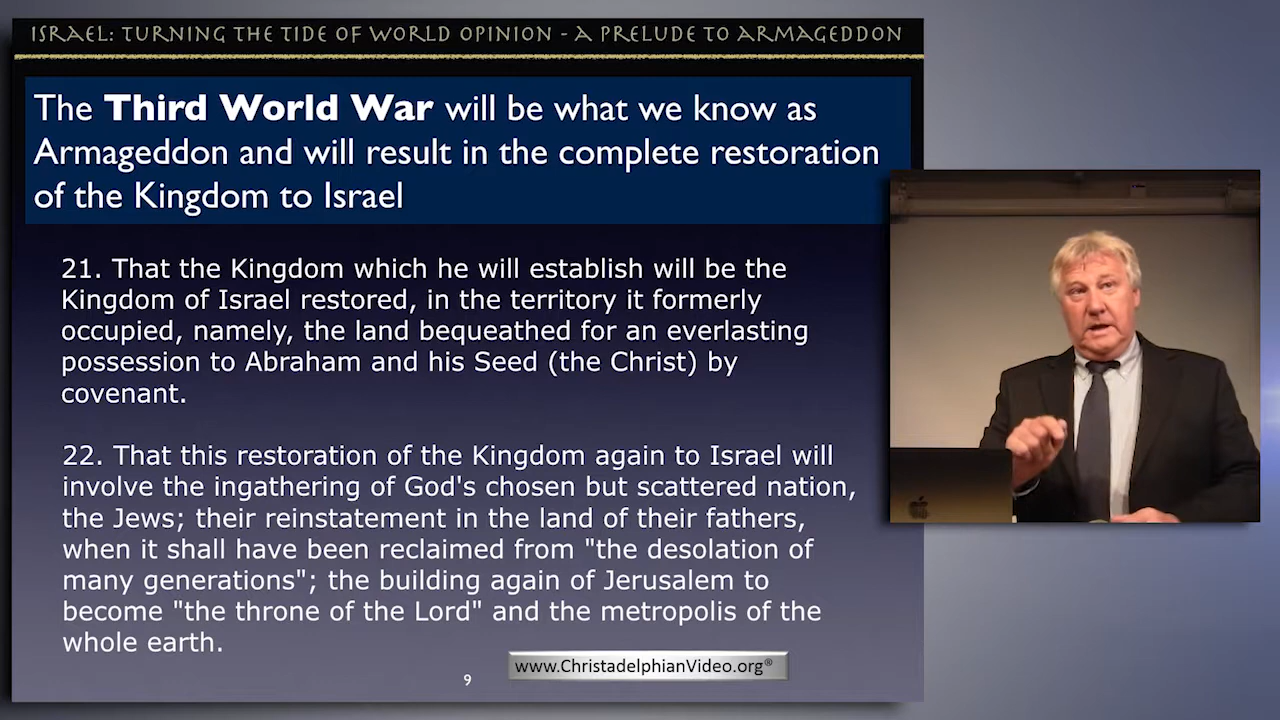 ISRAEL: TURNING THE TIDE OF WORLD OPINION - A PRELUDE TO ARMAGEDDON
The Third World War will be what we know as
Armageddon and will result in the complete restoration
of the Kingdom to Israel
21. That the Kingdom which he will establish will be the
Kingdom of Israel restored, in the territory it formerly
occupied, namely, the land bequeathed for an everlasting
possession to Abraham and his Seed (the Christ) by
covenant.
22. That this restoration of the Kingdom again to Israel will
involve the ingathering of God's chosen but scattered nation,
the Jews; their reinstatement in the land of their fathers,
when it shall have been reclaimed from "the desolation of
many generations"; the building again of Jerusalem to
become "the throne of the Lord" and the metropolis of the
whole earth.
www.ChristadelphianVideo.org®
9